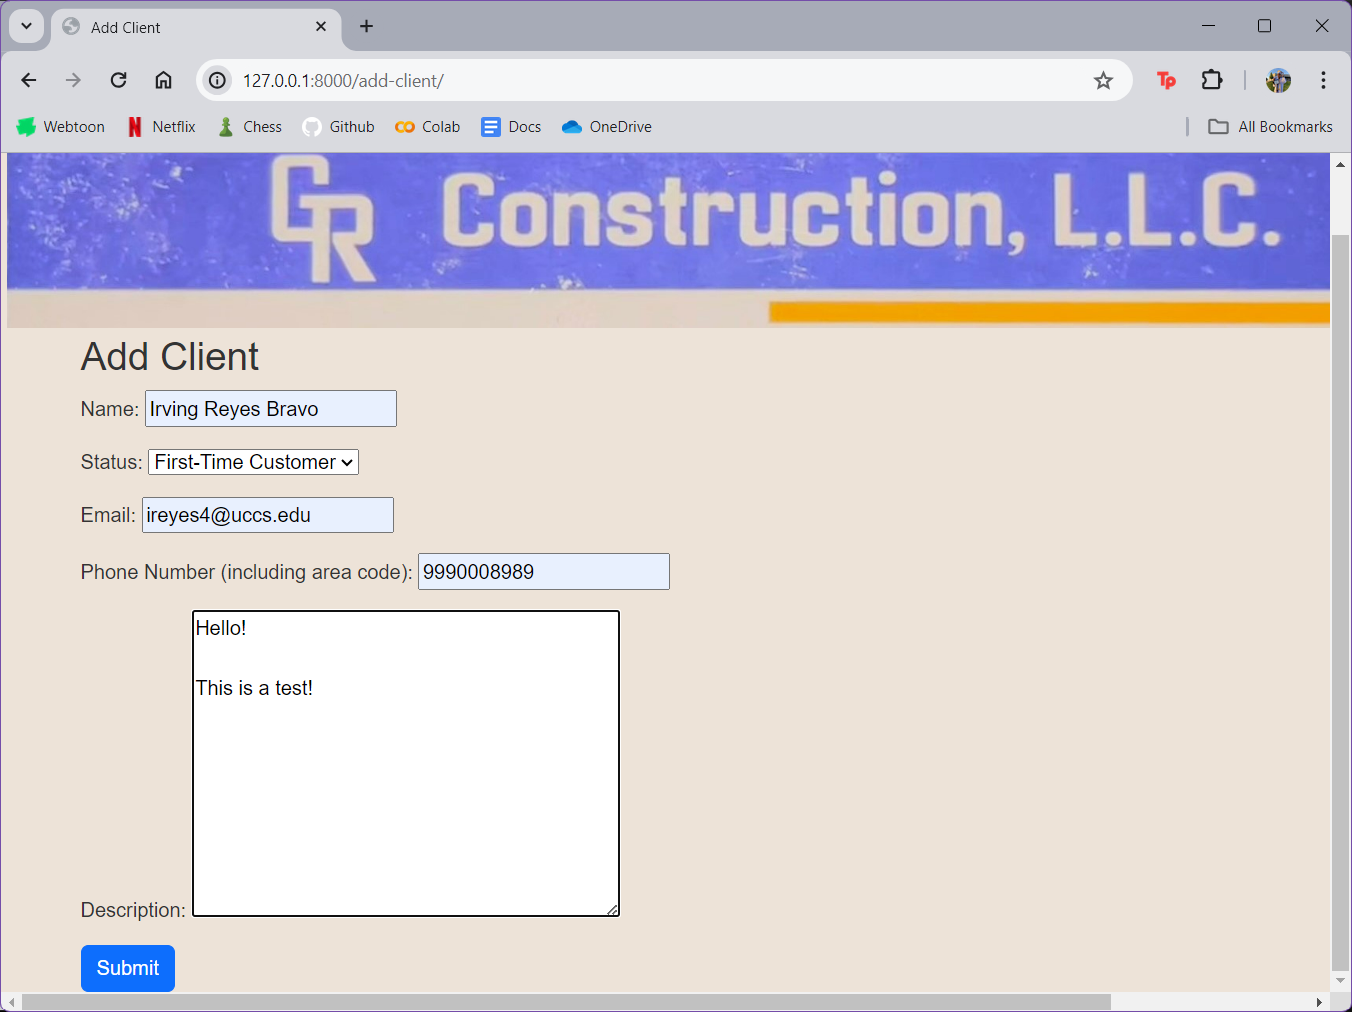 Add Client
127.0.0.1:8000/add-client/
Tp
Webtoon Netflix Chess Github Colab Docs OneDrive All Bookmarks
CR Construction, L.L.C.
Add Client
Name: Irving Reyes Bravo
Status: First-Time Customer
Email: ireyes4@uccs.edu
Phone Number (including area code): 9990008989
Hello!
This is a test!
Description:
Submit